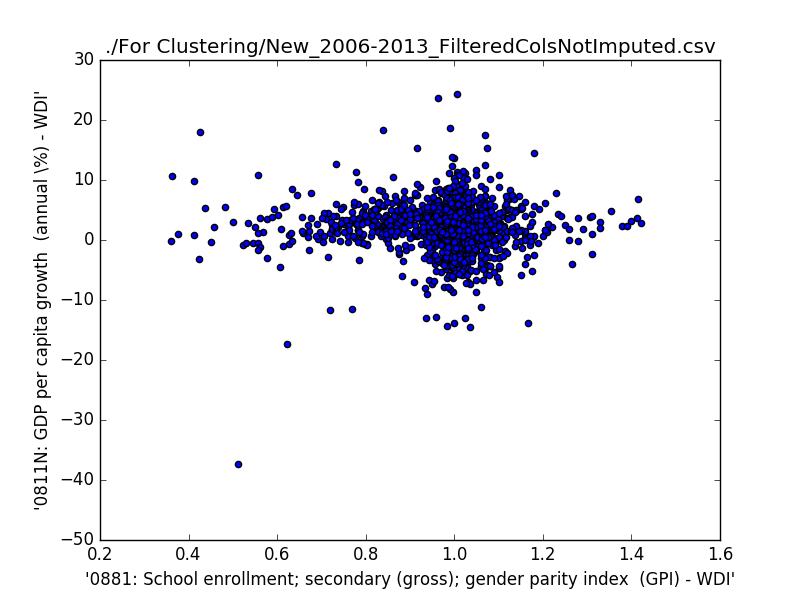 ./For Clustering/New_2006-2013_FilteredColsNotImputed.csv
30
20
10
0
−10
−20
−30
−40
−50
'0811N: GDP per capita growth  (annual \%) - WDI'
0.2 0.4 0.6 0.8 1.0 1.2 1.4 1.6
'0881: School enrollment; secondary (gross); gender parity index  (GPI) - WDI'